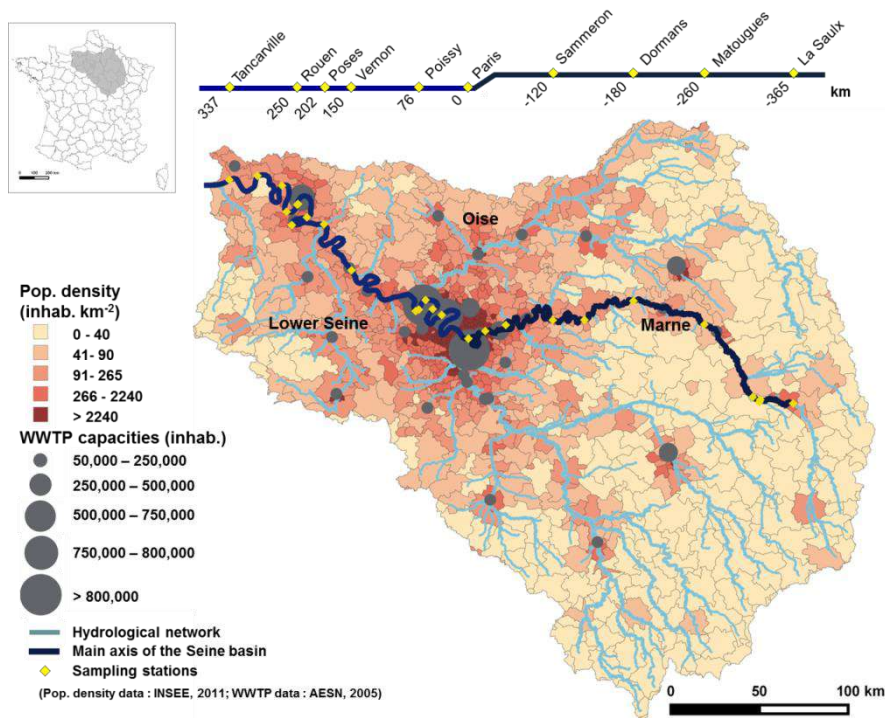 Tancarville
Rouen
Poses
Vernon
Poissy
Paris
Sammeron
Dormans
Matougues
La Saulx
337
250
202
150
76
0
-120
-180
-260
-365
km
Oise
Lower Seine
Marne
Pop. density
(inhab. km-2)
0 - 40
41- 90
91- 265
266 - 2240
> 2240
WWTP capacities (inhab.)
50,000 – 250,000
250,000 – 500,000
500,000 – 750,000
750,000 – 800,000
> 800,000
Hydrological network
Main axis of the Seine basin
Sampling stations
(Pop. density data : INSEE, 2011; WWTP data : AESN, 2005)
0 50 100 km